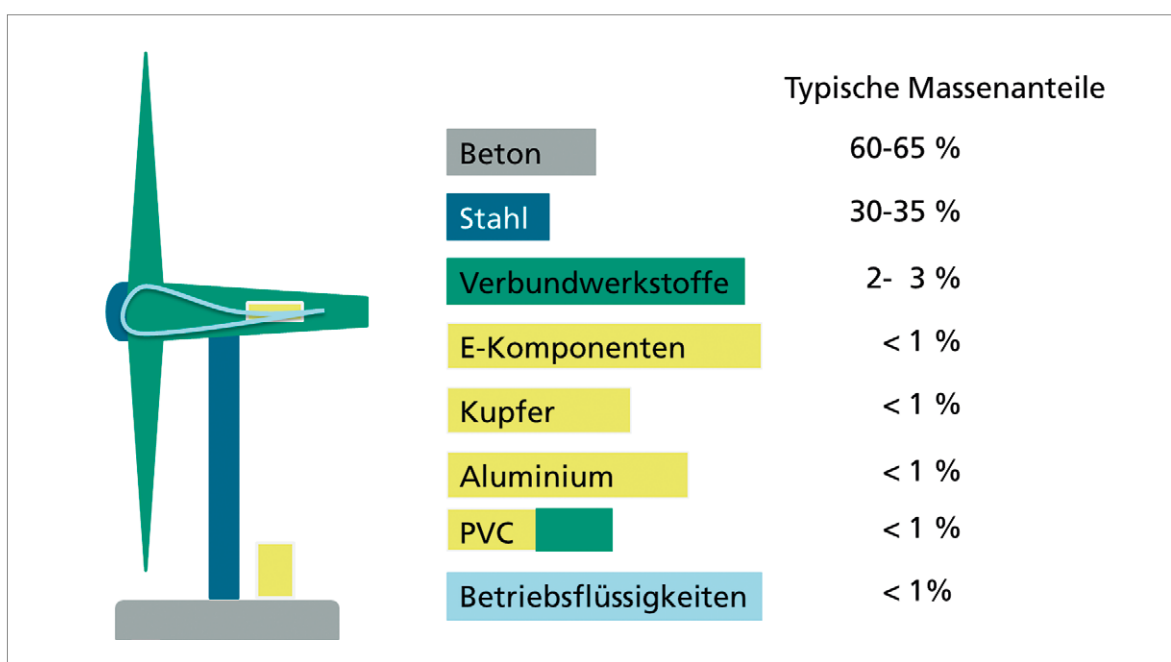 Typische Massenanteile
Beton 60-65 %
Stahl 30-35 %
Verbundwerkstoffe 2- 3 %
E-Komponenten < 1 %
Kupfer < 1 %
Aluminium < 1 %
PVC < 1 %
Betriebsflüssigkeiten < 1%